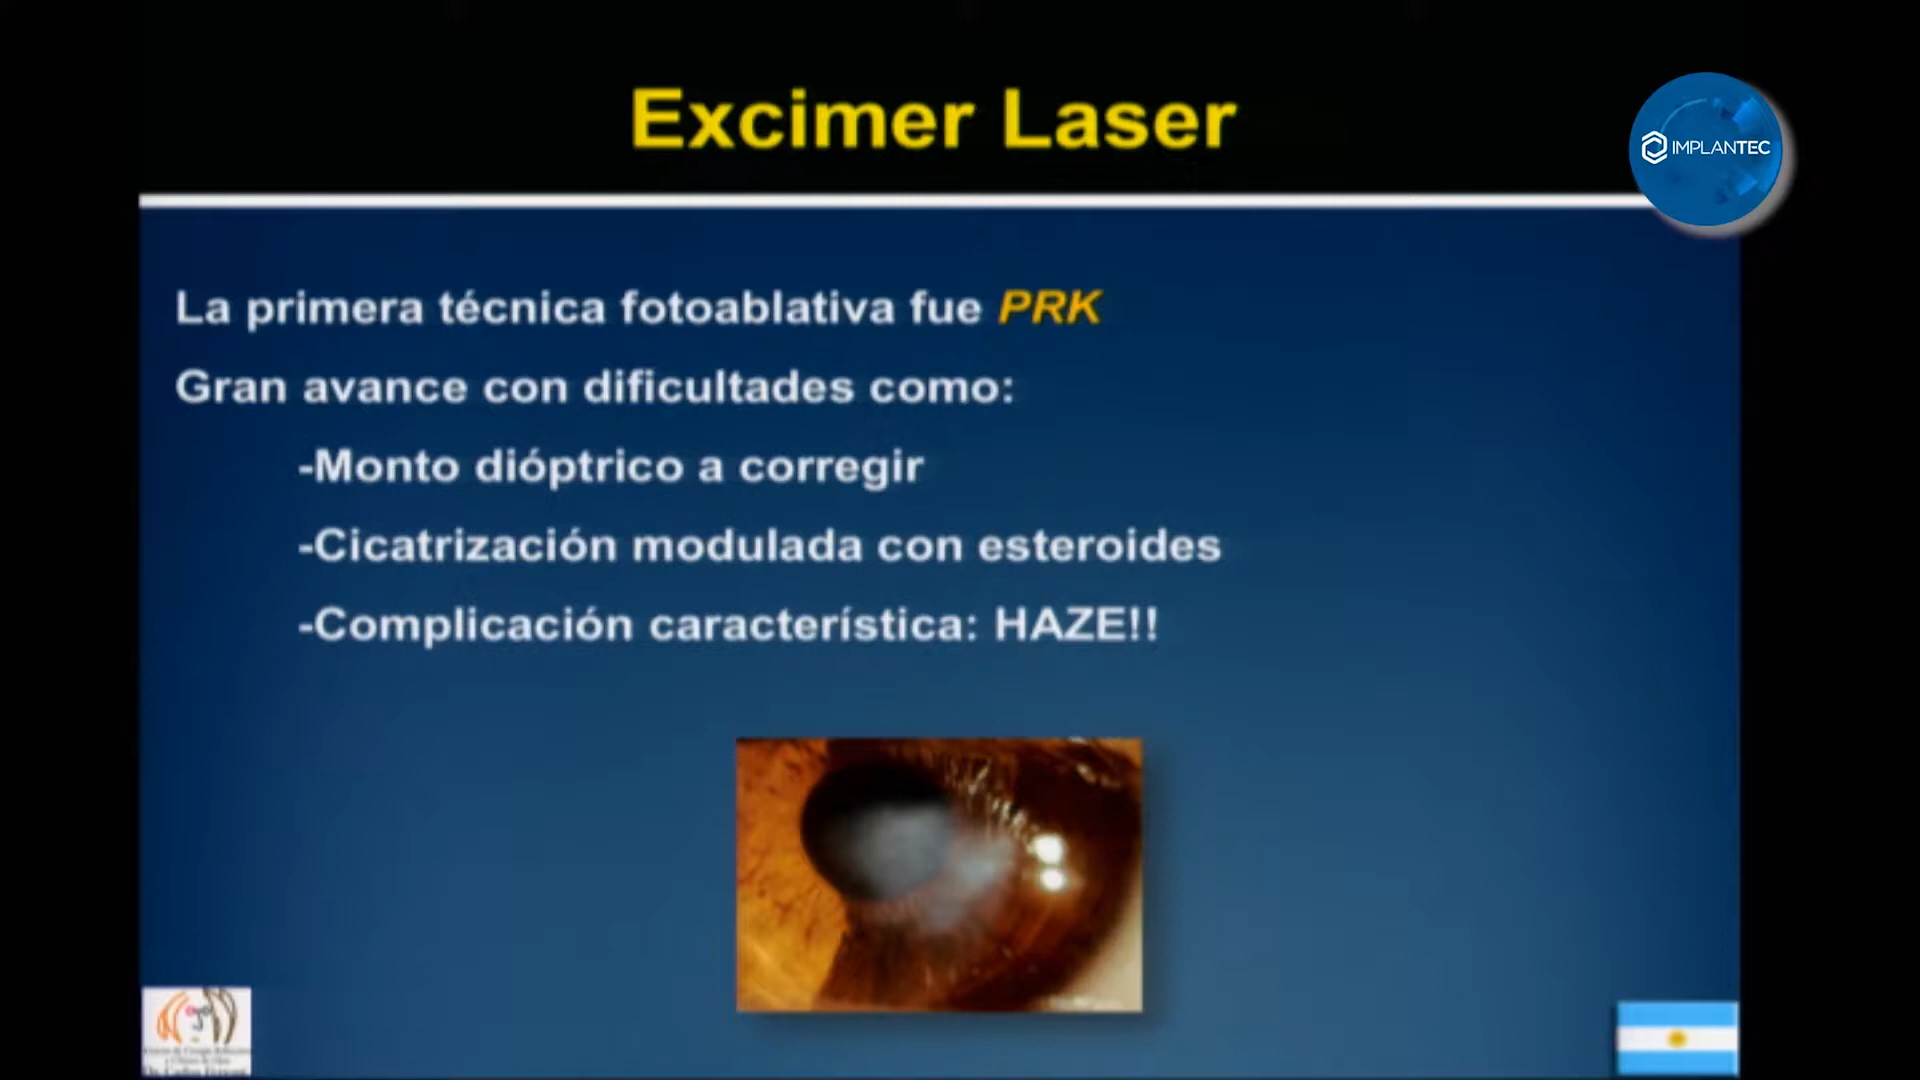 Excimer Laser
IMPLANTEC
La primera técnica fotoablativa fue PRK
Gran avance con dificultades como:
-Monto dióptrico a corregir
-Cicatrización modulada con esteroides
-Complicación característica: HAZE!!